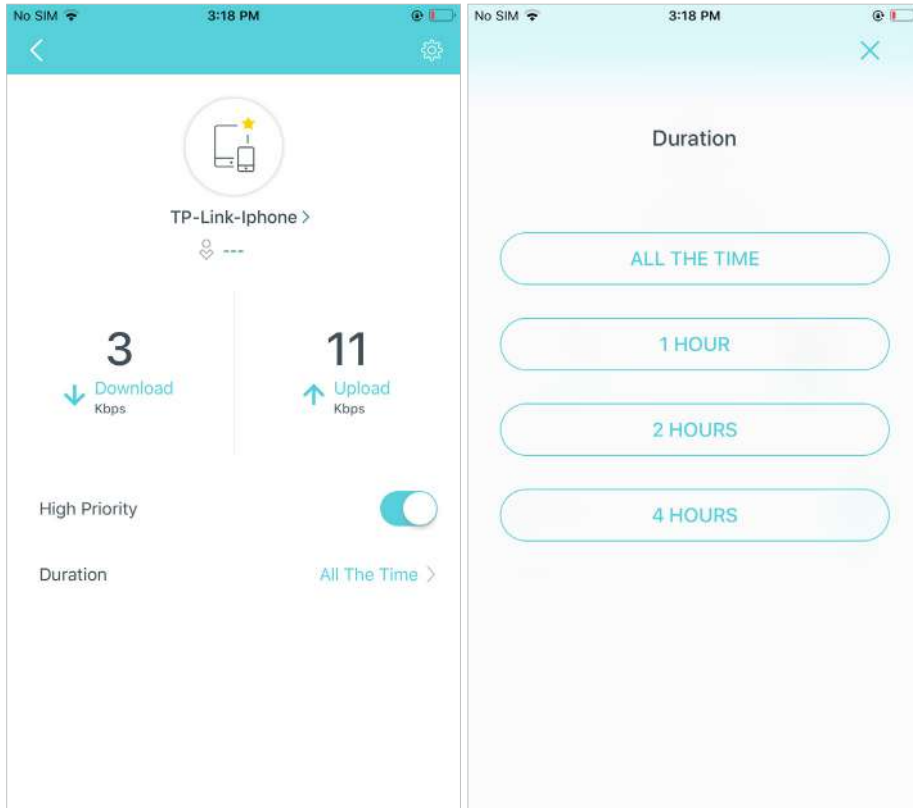 No SIM 3:18 PM
TP-Link-Iphone >
---
3
Download
Kbps
11
Upload
Kbps
High Priority
Duration All The Time >
No SIM 3:18 PM
Duration
ALL THE TIME
1 HOUR
2 HOURS
4 HOURS